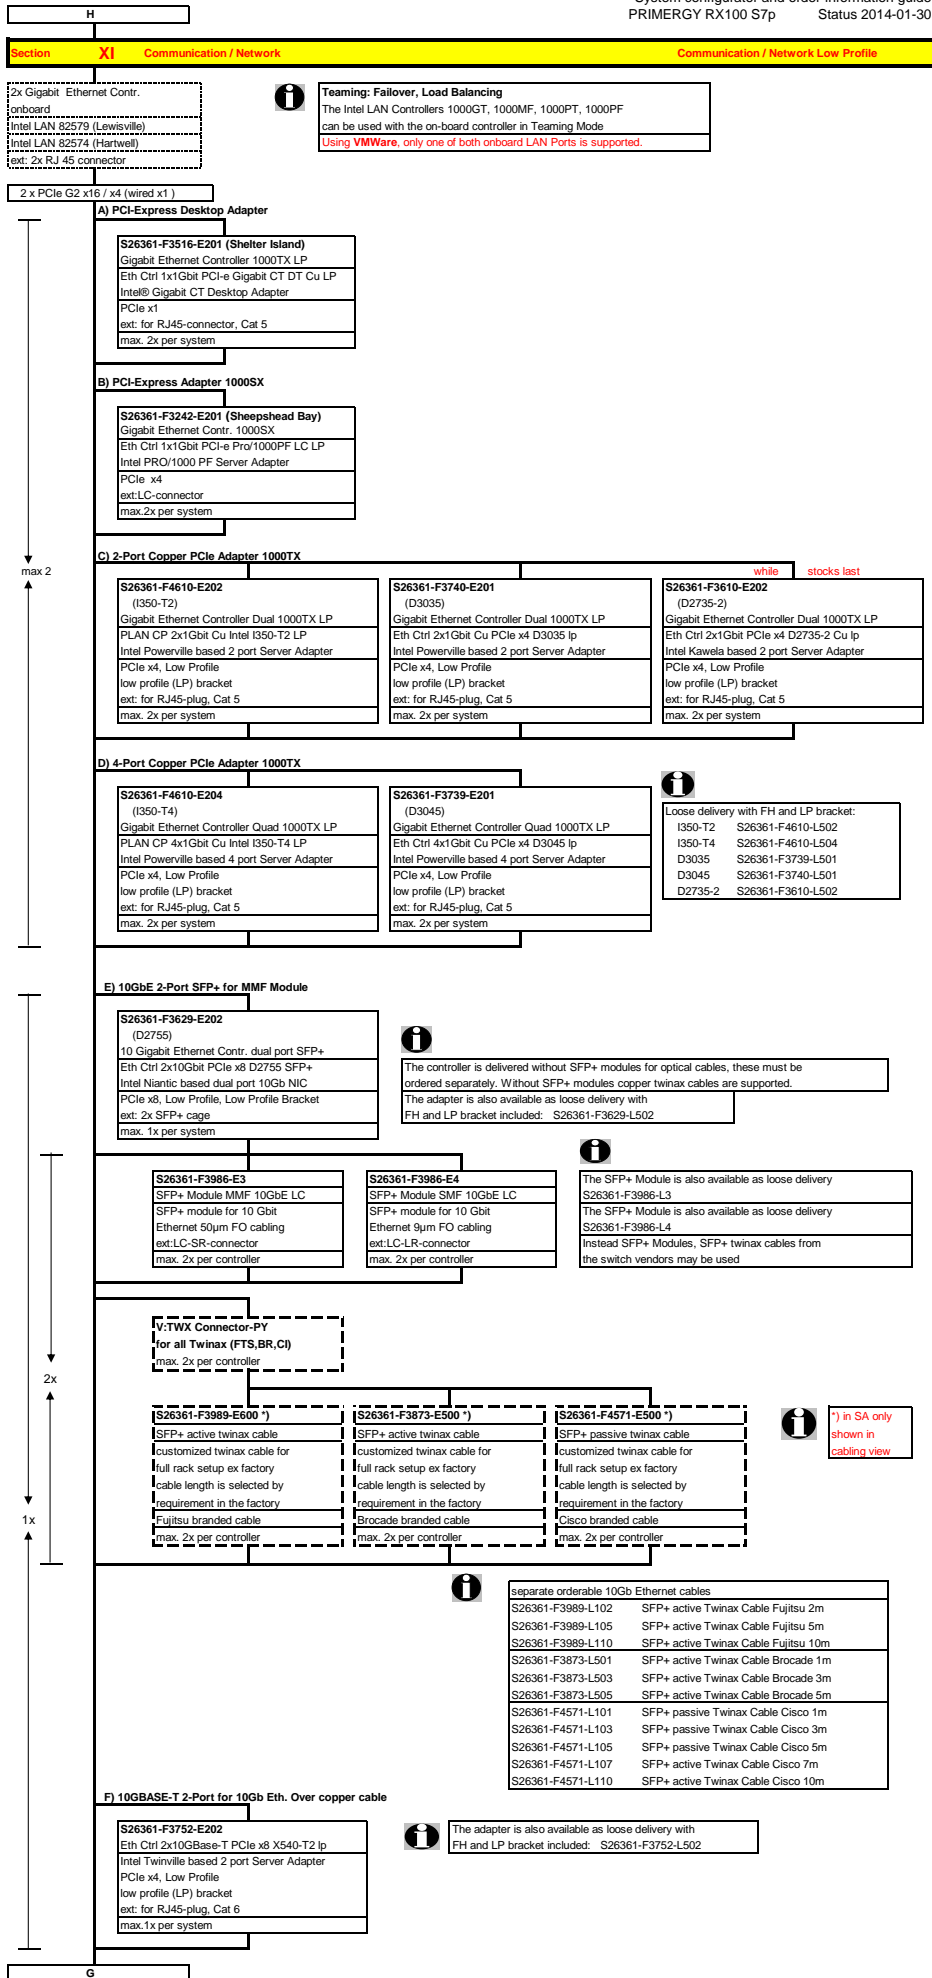 System configurator and order-information guide
PRIMERGY RX100 S7p Status 2014-01-30
H
Section XI Communication / Network Communication / Network Low Profile
2x Gigabit Ethernet Contr.
onboard
Intel LAN 82579 (Lewisville)
Intel LAN 82574 (Hartwell)
ext: 2x RJ 45 connector
Teaming: Failover, Load Balancing
The Intel LAN Controllers 1000GT, 1000MF, 1000PT, 1000PF
can be used with the on-board controller in Teaming Mode
Using VMWare, only one of both onboard LAN Ports is supported.
2 x PCIe G2 x16 / x4 (wired x1 )
A) PCI-Express Desktop Adapter
S26361-F3516-E201 (Shelter Island)
Gigabit Ethernet Controller 1000TX LP
Eth Ctrl 1x1Gbit PCI-e Gigabit CT DT Cu LP
Intel® Gigabit CT Desktop Adapter
PCIe x1
ext: for RJ45-connector, Cat 5
max. 2x per system
B) PCI-Express Adapter 1000SX
S26361-F3242-E201 (Sheepshead Bay)
Gigabit Ethernet Contr. 1000SX
Eth Ctrl 1x1Gbit PCI-e Pro/1000PF LC LP
Intel PRO/1000 PF Server Adapter
PCIe x4
ext:LC-connector
max.2x per system
max 2
C) 2-Port Copper PCIe Adapter 1000TX
while stocks last
S26361-F4610-E202
(I350-T2)
Gigabit Ethernet Controller Dual 1000TX LP
PLAN CP 2x1Gbit Cu Intel I350-T2 LP
Intel Powerville based 2 port Server Adapter
PCIe x4, Low Profile
low profile (LP) bracket
ext: for RJ45-plug, Cat 5
max. 2x per system
S26361-F3740-E201
(D3035)
Gigabit Ethernet Controller Dual 1000TX LP
Eth Ctrl 2x1Gbit Cu PCIe x4 D3035 lp
Intel Powerville based 2 port Server Adapter
PCIe x4, Low Profile
low profile (LP) bracket
ext: for RJ45-plug, Cat 5
max. 2x per system
S26361-F3610-E202
(D2735-2)
Gigabit Ethernet Controller Dual 1000TX LP
Eth Ctrl 2x1Gbit PCIe x4 D2735-2 Cu lp
Intel Kawela based 2 port Server Adapter
PCIe x4, Low Profile
low profile (LP) bracket
ext: for RJ45-plug, Cat 5
max. 2x per system
D) 4-Port Copper PCIe Adapter 1000TX
S26361-F4610-E204
(I350-T4)
Gigabit Ethernet Controller Quad 1000TX LP
PLAN CP 4x1Gbit Cu Intel I350-T4 LP
Intel Powerville based 4 port Server Adapter
PCIe x4, Low Profile
low profile (LP) bracket
ext: for RJ45-plug, Cat 5
max. 2x per system
S26361-F3739-E201
(D3045)
Gigabit Ethernet Controller Quad 1000TX LP
Eth Ctrl 4x1Gbit Cu PCIe x4 D3045 lp
Intel Powerville based 4 port Server Adapter
PCIe x4, Low Profile
low profile (LP) bracket
ext: for RJ45-plug, Cat 5
max. 2x per system
Loose delivery with FH and LP bracket:
I350-T2 S26361-F4610-L502
I350-T4 S26361-F4610-L504
D3035 S26361-F3739-L501
D3045 S26361-F3740-L501
D2735-2 S26361-F3610-L502
E) 10GbE 2-Port SFP+ for MMF Module
S26361-F3629-E202
(D2755)
10 Gigabit Ethernet Contr. dual port SFP+
Eth Ctrl 2x10Gbit PCIe x8 D2755 SFP+
Intel Niantic based dual port 10Gb NIC
PCIe x8, Low Profile, Low Profile Bracket
ext: 2x SFP+ cage
max. 1x per system
The controller is delivered without SFP+ modules for optical cables, these must be
ordered separately. Without SFP+ modules copper twinax cables are supported.
The adapter is also available as loose delivery with
FH and LP bracket included: S26361-F3629-L502
S26361-F3986-E3
SFP+ Module MMF 10GbE LC
SFP+ module for 10 Gbit
Ethernet 50µm FO cabling
ext:LC-SR-connector
max. 2x per controller
S26361-F3986-E4
SFP+ Module SMF 10GbE LC
SFP+ module for 10 Gbit
Ethernet 9µm FO cabling
ext:LC-LR-connector
max. 2x per controller
The SFP+ Module is also available as loose delivery
S26361-F3986-L3
The SFP+ Module is also available as loose delivery
S26361-F3986-L4
Instead SFP+ Modules, SFP+ twinax cables from
the switch vendors may be used
V:TWX Connector-PY
for all Twinax (FTS,BR,CI)
max. 2x per controller
2x
S26361-F3989-E600 *)
SFP+ active twinax cable
customized twinax cable for
full rack setup ex factory
cable length is selected by
requirement in the factory
Fujitsu branded cable
max. 2x per controller
S26361-F3873-E500 *)
SFP+ active twinax cable
customized twinax cable for
full rack setup ex factory
cable length is selected by
requirement in the factory
Brocade branded cable
max. 2x per controller
S26361-F4571-E500 *)
SFP+ passive twinax cable
customized twinax cable for
full rack setup ex factory
cable length is selected by
requirement in the factory
Cisco branded cable
max. 2x per controller
*) in SA only
shown in
cabling view
1x
separate orderable 10Gb Ethernet cables
S26361-F3989-L102 SFP+ active Twinax Cable Fujitsu 2m
S26361-F3989-L105 SFP+ active Twinax Cable Fujitsu 5m
S26361-F3989-L110 SFP+ active Twinax Cable Fujitsu 10m
S26361-F3873-L501 SFP+ active Twinax Cable Brocade 1m
S26361-F3873-L503 SFP+ active Twinax Cable Brocade 3m
S26361-F3873-L505 SFP+ active Twinax Cable Brocade 5m
S26361-F4571-L101 SFP+ passive Twinax Cable Cisco 1m
S26361-F4571-L103 SFP+ passive Twinax Cable Cisco 3m
S26361-F4571-L105 SFP+ passive Twinax Cable Cisco 5m
S26361-F4571-L107 SFP+ active Twinax Cable Cisco 7m
S26361-F4571-L110 SFP+ active Twinax Cable Cisco 10m
F) 10GBASE-T 2-Port for 10Gb Eth. Over copper cable
S26361-F3752-E202
Eth Ctrl 2x10GBase-T PCIe x8 X540-T2 lp
Intel Twinville based 2 port Server Adapter
PCIe x4, Low Profile
low profile (LP) bracket
ext: for RJ45-plug, Cat 6
max.1x per system
The adapter is also available as loose delivery with
FH and LP bracket included: S26361-F3752-L502
G